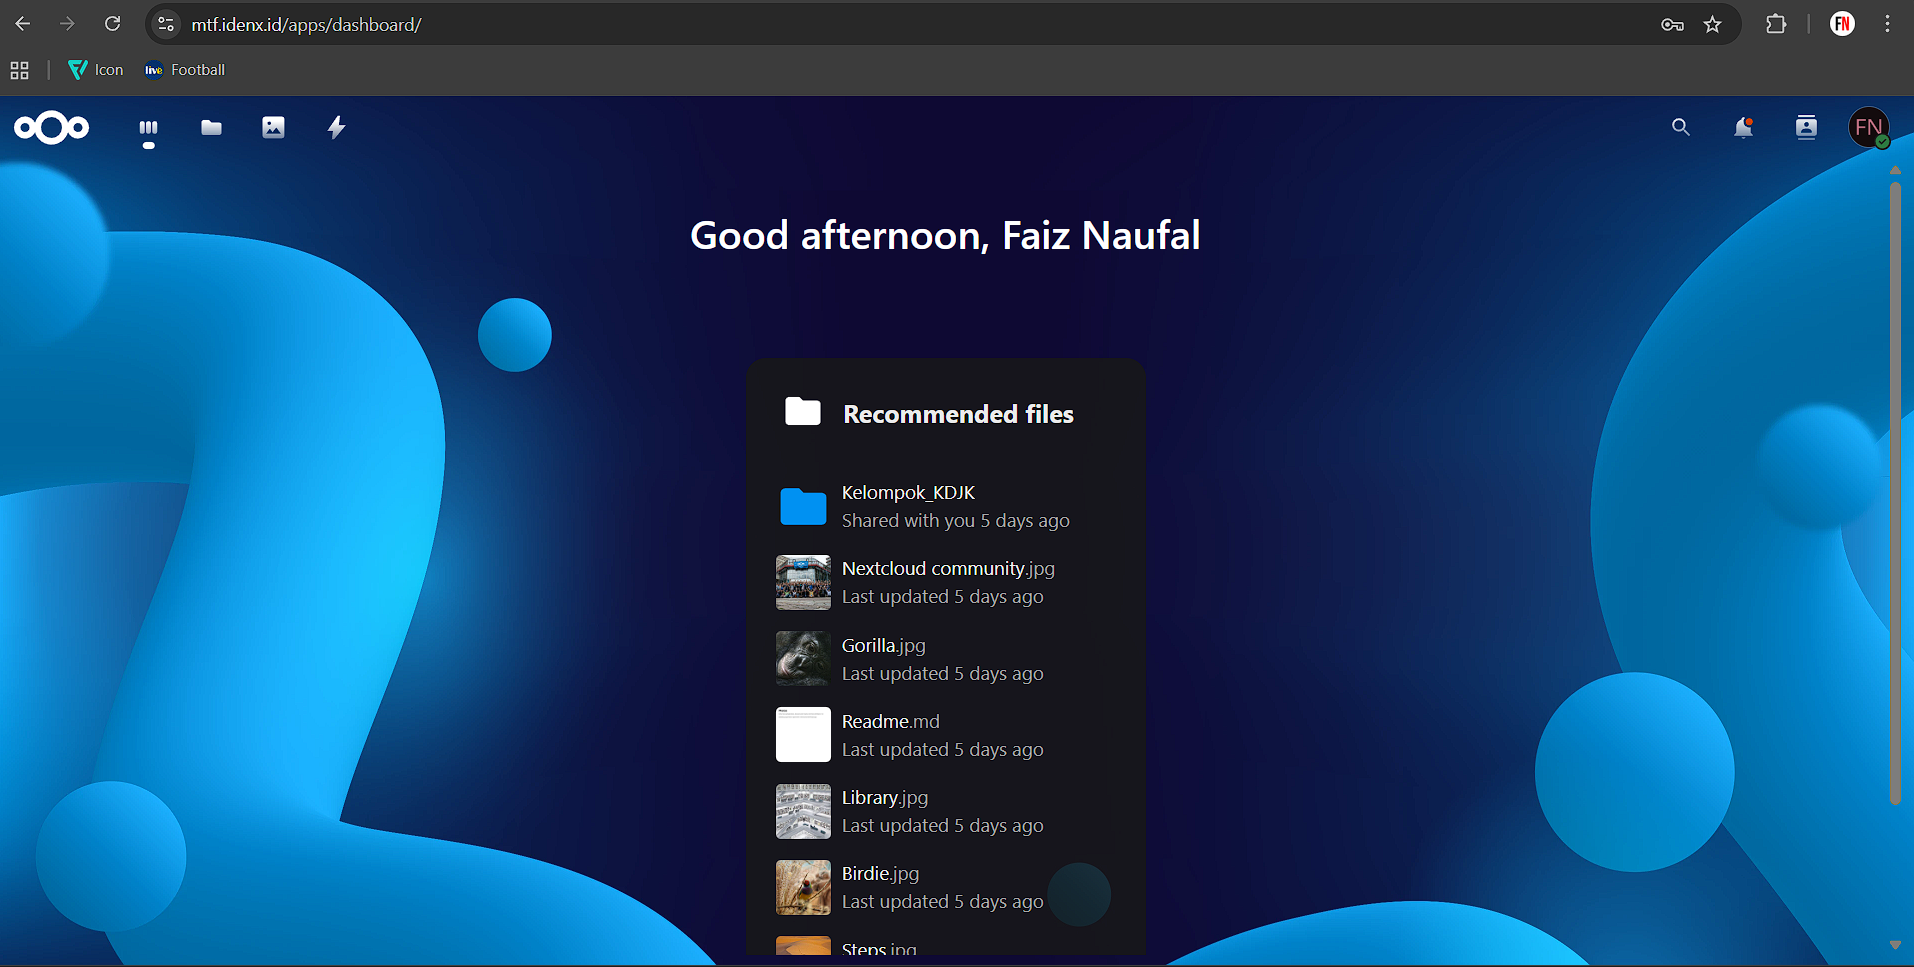 mtf.idenx.id/apps/dashboard/
FN
Icon
live Football
FN
Good afternoon, Faiz Naufal
Recommended files
Kelompok_KDJK
Shared with you 5 days ago
Nextcloud community.jpg
Last updated 5 days ago
Gorilla.jpg
Last updated 5 days ago
Readme.md
Last updated 5 days ago
Library.jpg
Last updated 5 days ago
Birdie.jpg
Last updated 5 days ago
Steps.jpg